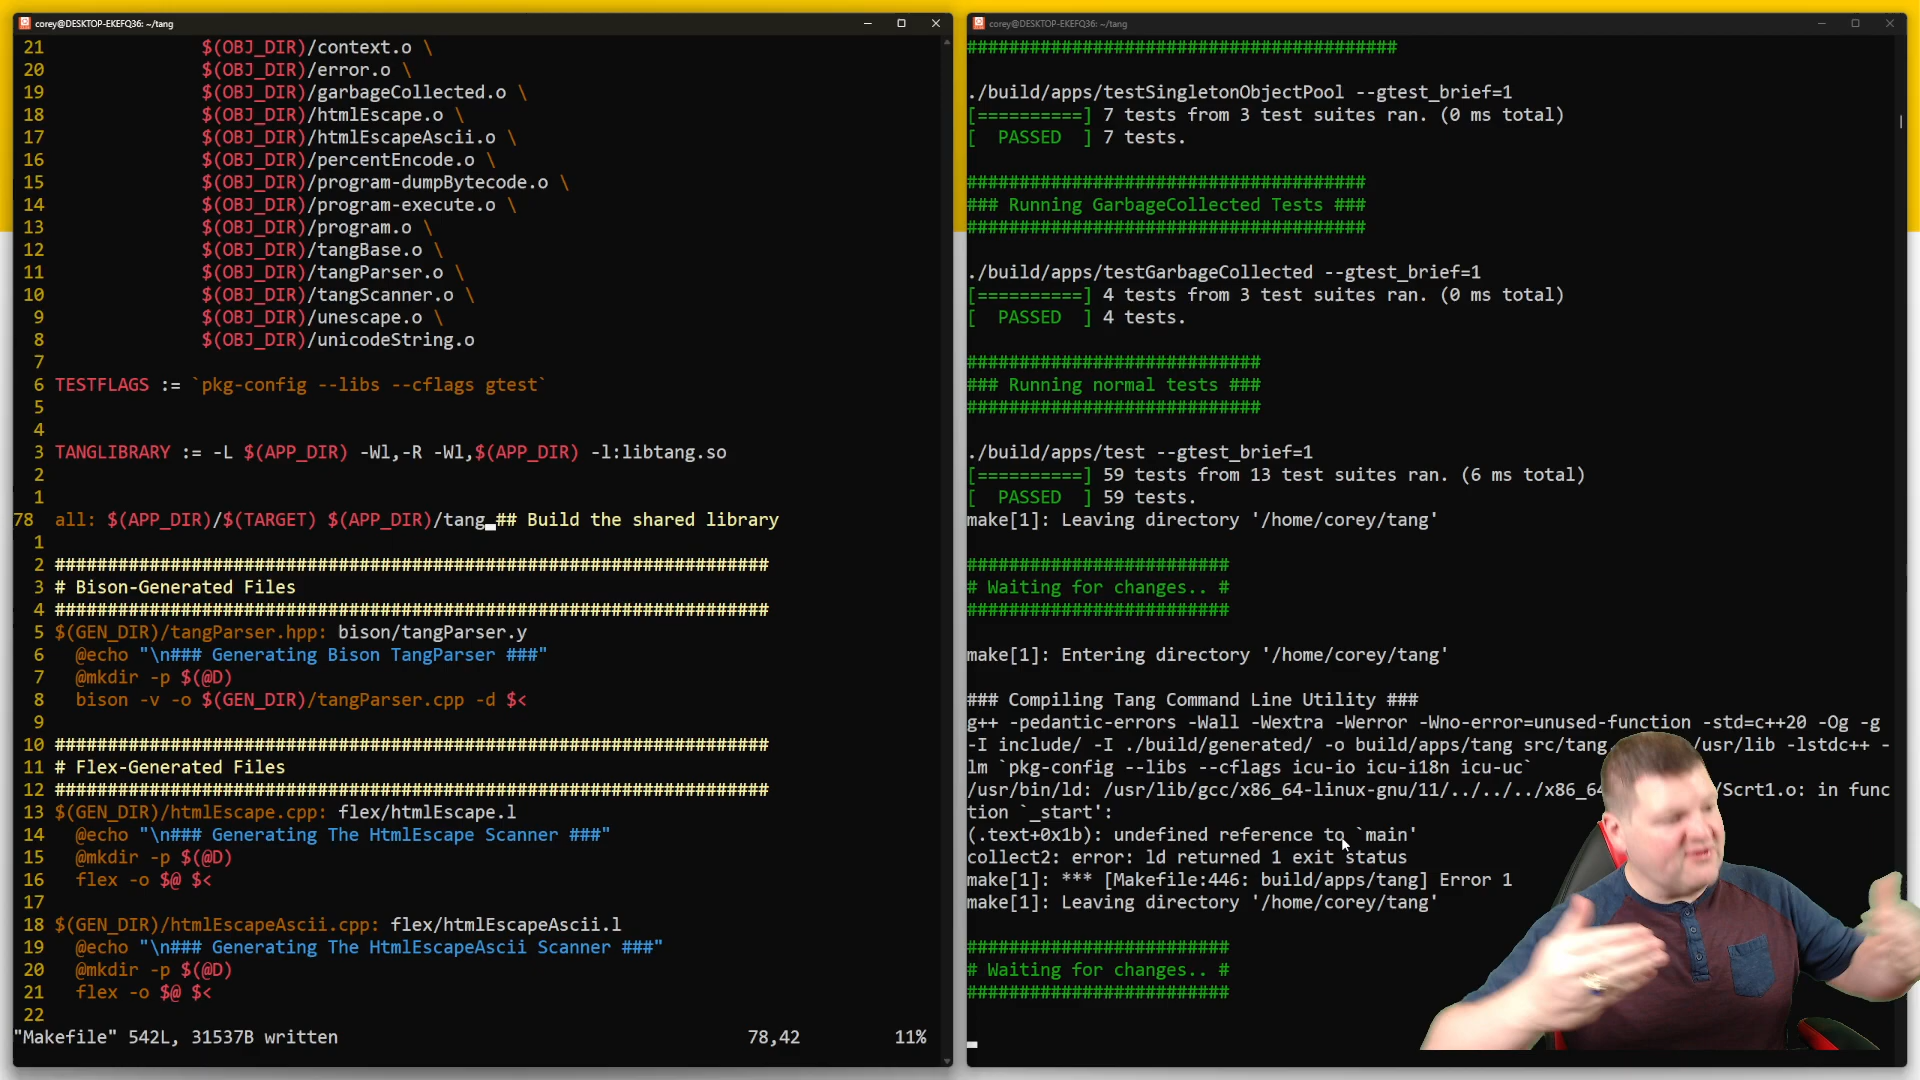 corey@DESKTOP-EKEFQ36: ~/tang
21 $(OBJ_DIR)/context.o \
20 $(OBJ_DIR)/error.o \
19 $(OBJ_DIR)/garbageCollected.o \
18 $(OBJ_DIR)/htmlEscape.o \
17 $(OBJ_DIR)/htmlEscapeAscii.o \
16 $(OBJ_DIR)/percentEncode.o \
15 $(OBJ_DIR)/program-dumpBytecode.o \
14 $(OBJ_DIR)/program-execute.o \
13 $(OBJ_DIR)/program.o \
12 $(OBJ_DIR)/tangBase.o \
11 $(OBJ_DIR)/tangParser.o \
10 $(OBJ_DIR)/tangScanner.o \
9 $(OBJ_DIR)/unescape.o \
8 $(OBJ_DIR)/unicodeString.o
7
6 TESTFLAGS := `pkg-config --libs --cflags gtest`
5
4
3 TANGLIBRARY := -L $(APP_DIR) -Wl,-R -Wl,$(APP_DIR) -l:libtang.so
2
1
78 all: $(APP_DIR)/$(TARGET) $(APP_DIR)/tang ## Build the shared library
1
2 ####################################################################
3 # Bison-Generated Files
4 ####################################################################
5 $(GEN_DIR)/tangParser.hpp: bison/tangParser.y
6 @echo "\n### Generating Bison TangParser ###"
7 @mkdir -p $(@D)
8 bison -v -o $(GEN_DIR)/tangParser.cpp -d $<
9
10 ####################################################################
11 # Flex-Generated Files
12 ####################################################################
13 $(GEN_DIR)/htmlEscape.cpp: flex/htmlEscape.l
14 @echo "\n### Generating The HtmlEscape Scanner ###"
15 @mkdir -p $(@D)
16 flex -o $@ $<
17
18 $(GEN_DIR)/htmlEscapeAscii.cpp: flex/htmlEscapeAscii.l
19 @echo "\n### Generating The HtmlEscapeAscii Scanner ###"
20 @mkdir -p $(@D)
21 flex -o $@ $<
22
"Makefile" 542L, 31537B written 78,42 11%
corey@DESKTOP-EKEFQ36: ~/tang
#########################################
./build/apps/testSingletonObjectPool --gtest_brief=1
[==========] 7 tests from 3 test suites ran. (0 ms total)
[  PASSED  ] 7 tests.
######################################
### Running GarbageCollected Tests ###
######################################
./build/apps/testGarbageCollected --gtest_brief=1
[==========] 4 tests from 3 test suites ran. (0 ms total)
[  PASSED  ] 4 tests.
############################
### Running normal tests ###
############################
./build/apps/test --gtest_brief=1
[==========] 59 tests from 13 test suites ran. (6 ms total)
[  PASSED  ] 59 tests.
make[1]: Leaving directory '/home/corey/tang'
#########################
# Waiting for changes.. #
#########################
make[1]: Entering directory '/home/corey/tang'
### Compiling Tang Command Line Utility ###
g++ -pedantic-errors -Wall -Wextra -Werror -Wno-error=unused-function -std=c++20 -Og -g
-I include/ -I ./build/generated/ -o build/apps/tang src/tang. /usr/lib -lstdc++ -
lm `pkg-config --libs --cflags icu-io icu-i18n icu-uc`
/usr/bin/ld: /usr/lib/gcc/x86_64-linux-gnu/11/../../../x86_64 /Scrt1.o: in func
tion `_start':
(.text+0x1b): undefined reference to `main'
collect2: error: ld returned 1 exit status
make[1]: *** [Makefile:446: build/apps/tang] Error 1
make[1]: Leaving directory '/home/corey/tang'
#########################
# Waiting for changes.. #
#########################